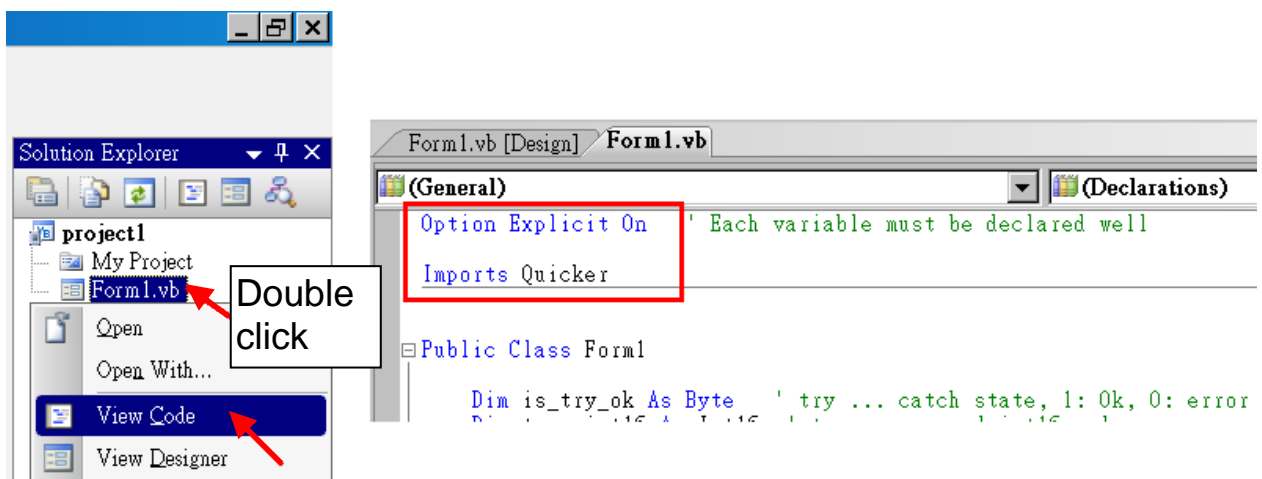 Solution Explorer
project1
My Project
Form1.vb
Double
click
Open
Open With...
View Code
View Designer
Form1.vb [Design]
Form1.vb
(General)
(Declarations)
Option Explicit On ' Each variable must be declared well
Imports Quicker
Public Class Form1
Dim is_try_ok As Byte ' try ... catch state, 1: Ok, 0: error